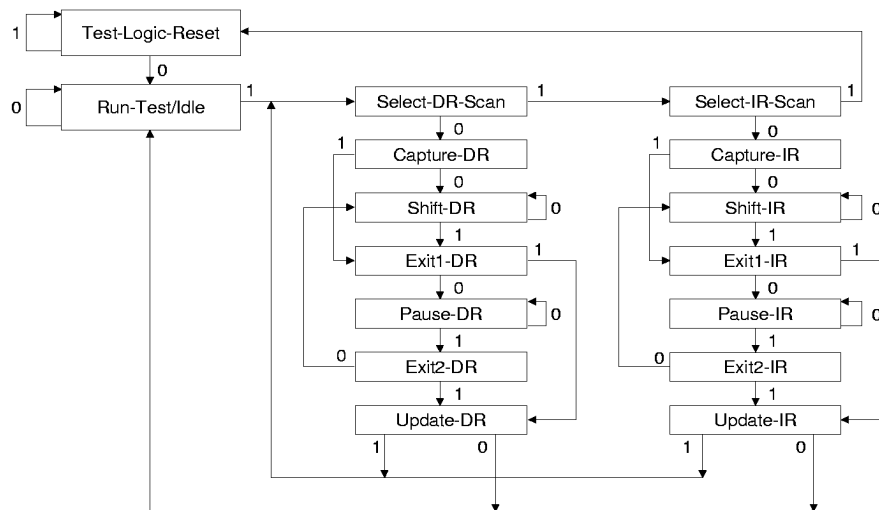 1 Test-Logic-Reset
0
0 Run-Test/Idle 1 Select-DR-Scan 1 Select-IR-Scan 1
0 0
1 Capture-DR 1 Capture-IR
0 0
Shift-DR 0 Shift-IR 0
1 1
Exit1-DR 1 Exit1-IR 1
0 0
Pause-DR 0 Pause-IR 0
1 1
0 Exit2-DR 0 Exit2-IR
1 1
Update-DR Update-IR
1 0 1 0